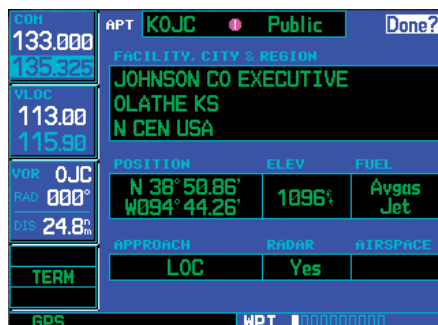 COM
133.000
135.325
VLOC
113.00
115.90
VOR OJC
RAD 000°
DIS 24.8 nm
TERM
GPS
APT KOJC Public Done?
FACILITY, CITY & REGION
JOHNSON CO EXECUTIVE
OLATHE KS
N CEN USA
POSITION ELEV FUEL
N 38°50.86' 1096ft Avgas
W094°44.26' Jet
APPROACH RADAR AIRSPACE
LOC Yes
WPT